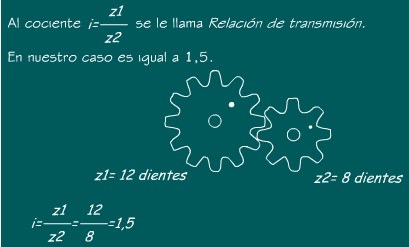 Al cociente i= z1/z2 se le llama Relación de transmisión.
En nuestro caso es igual a 1,5.
z1= 12 dientes
z2= 8 dientes
i= z1/z2 = 12/8 =1,5